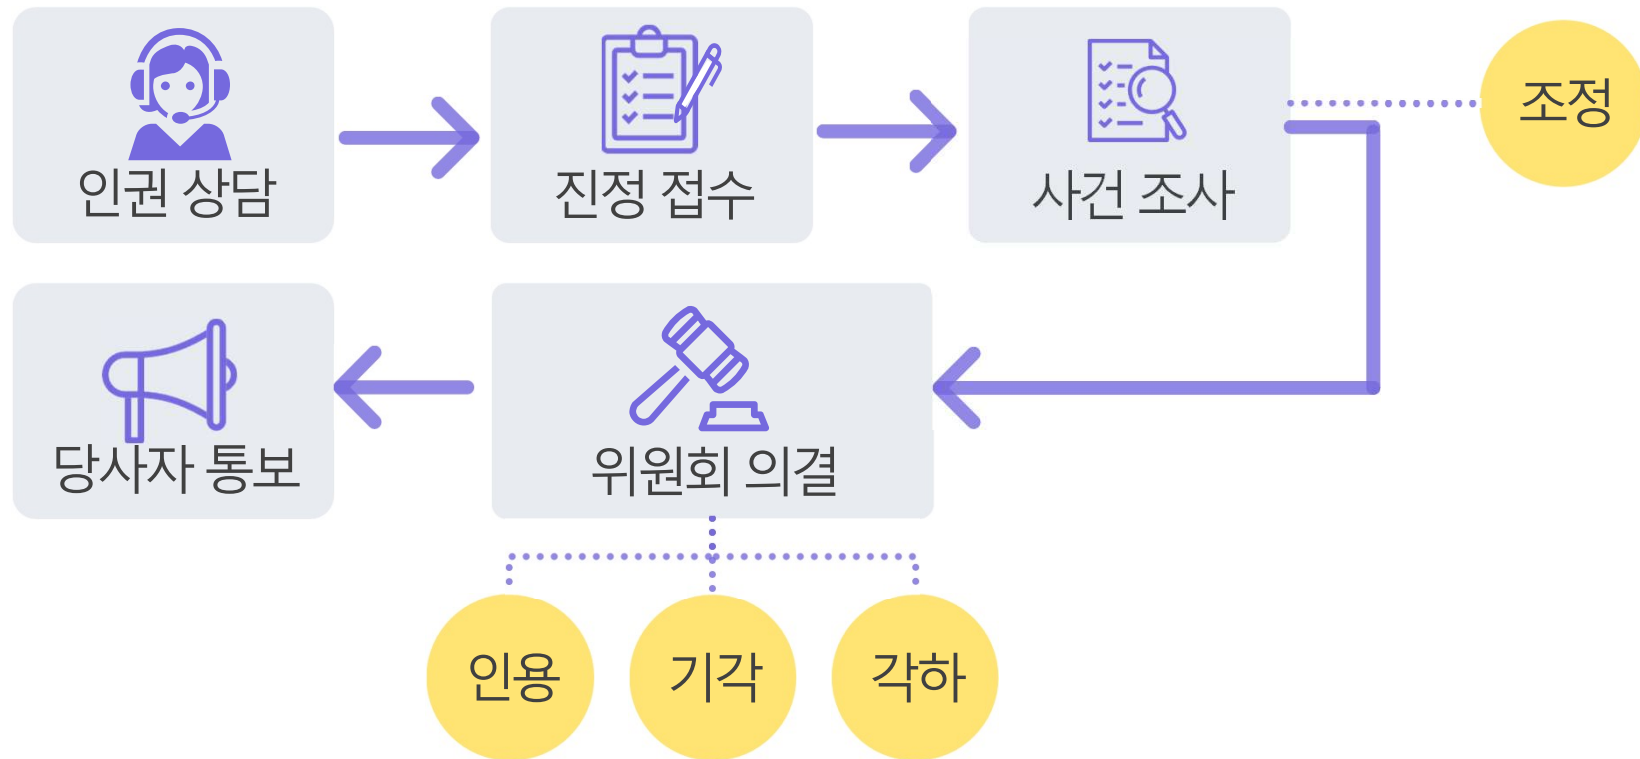 인권 상담
진정 접수
사건 조사
조정
당사자 통보
위원회 의결
인용
기각
각하